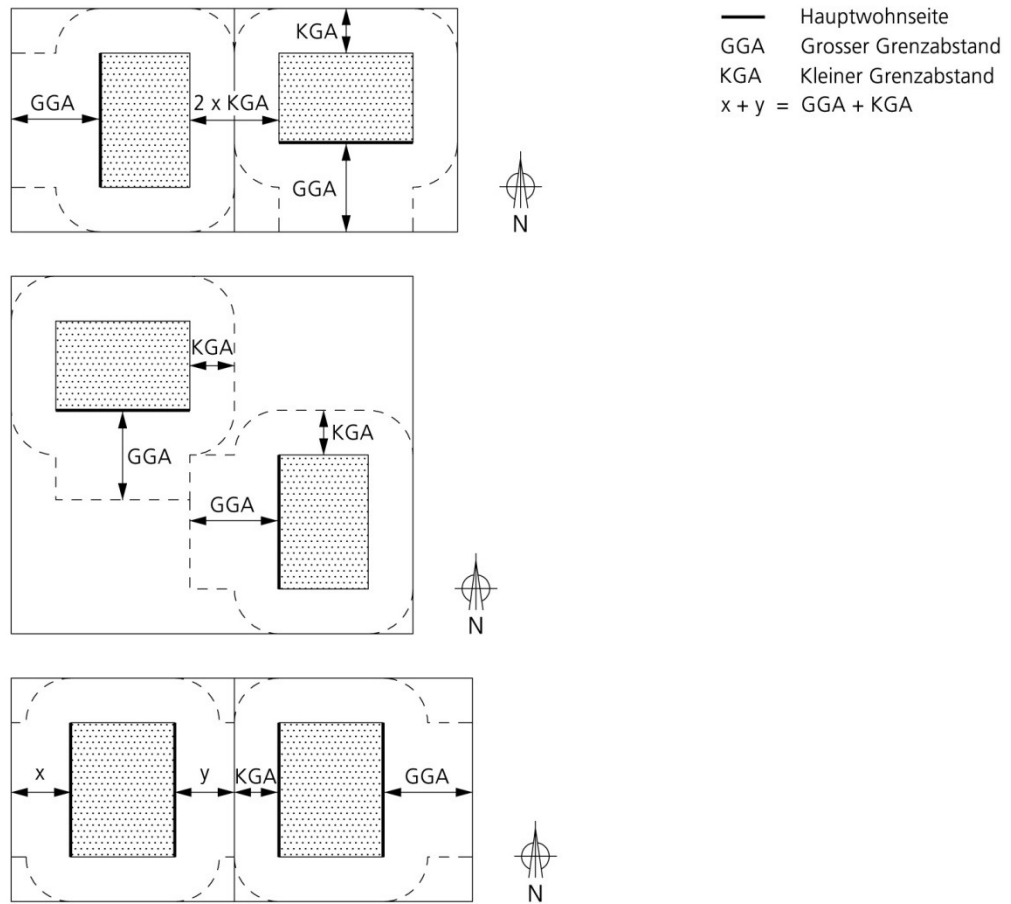 Hauptwohnseite
GGA Grosser Grenzabstand
KGA Kleiner Grenzabstand
x + y = GGA + KGA
KGA
GGA
2 x KGA
GGA
N
KGA
GGA
KGA
GGA
N
x
y
KGA
GGA
N